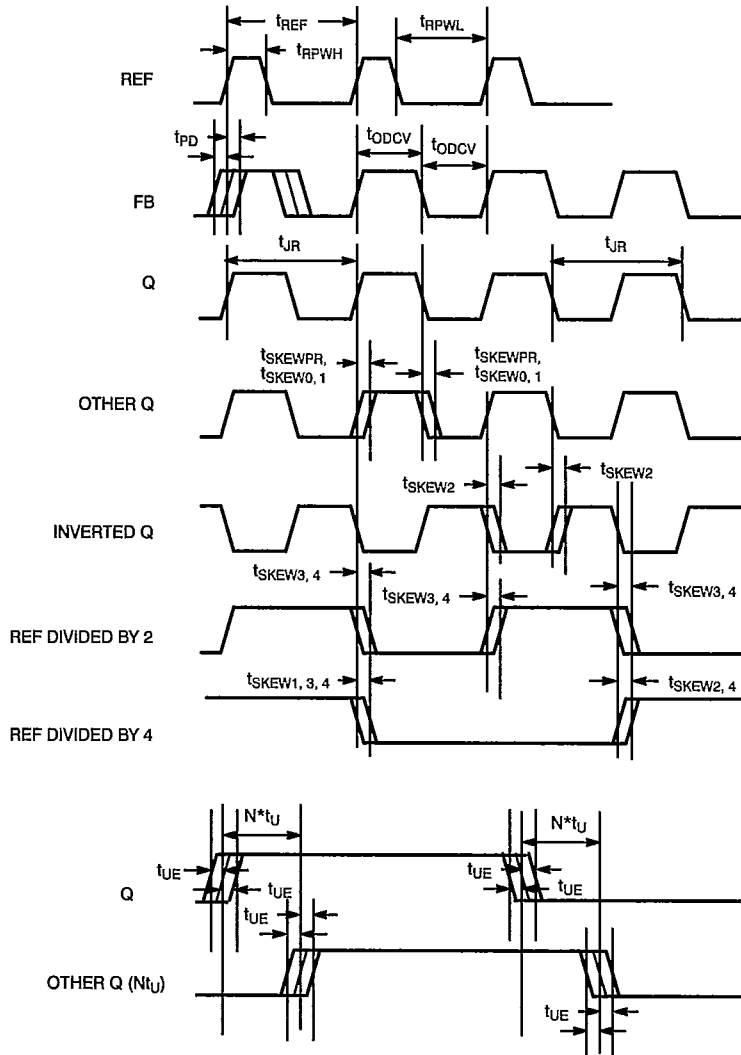 tREF
tRPWL
tRPWH
REF
tPD
tODCV
tODCV
FB
tJR
tJR
Q
tSKEWPR,
tSKEW0, 1
tSKEWPR,
tSKEW0, 1
OTHER Q
tSKEW2
tSKEW2
INVERTED Q
tSKEW3, 4
tSKEW3, 4
tSKEW3, 4
REF DIVIDED BY 2
tSKEW1, 3, 4
tSKEW2, 4
REF DIVIDED BY 4
N*tU
N*tU
tUE
tUE
tUE
tUE
Q
tUE
OTHER Q (NtU)
tUE